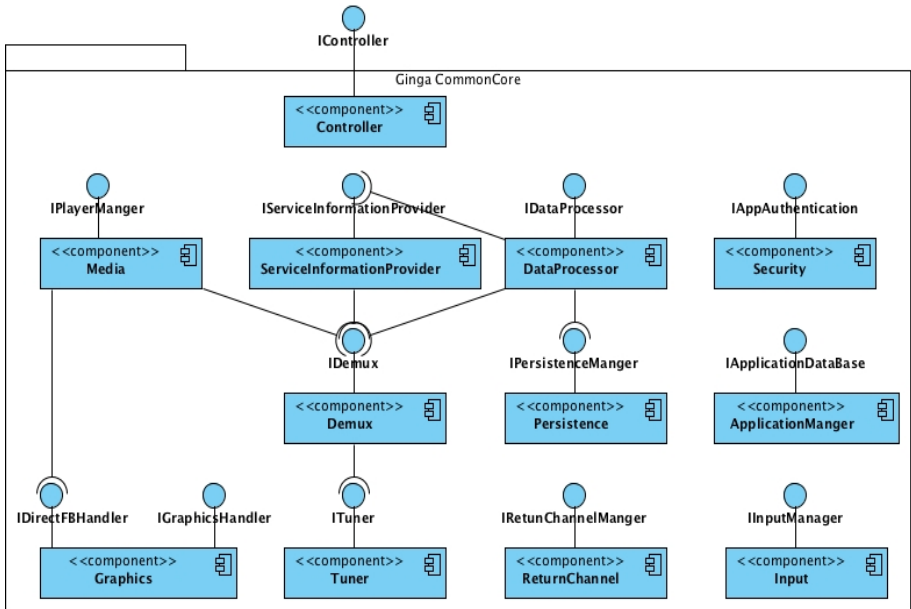 IController
Ginga CommonCore
<<component>>
Controller
IPlayerManger
IServiceInformationProvider
IDataProcessor
IAppAuthentication
<<component>>
Media
<<component>>
ServiceInformationProvider
<<component>>
DataProcessor
<<component>>
Security
IDemux
IPersistenceManger
IApplicationDataBase
<<component>>
Demux
<<component>>
Persistence
<<component>>
ApplicationManger
IDirectFBHandler
IGraphicsHandler
ITuner
IRetunChannelManger
IInputManager
<<component>>
Graphics
<<component>>
Tuner
<<component>>
ReturnChannel
<<component>>
Input